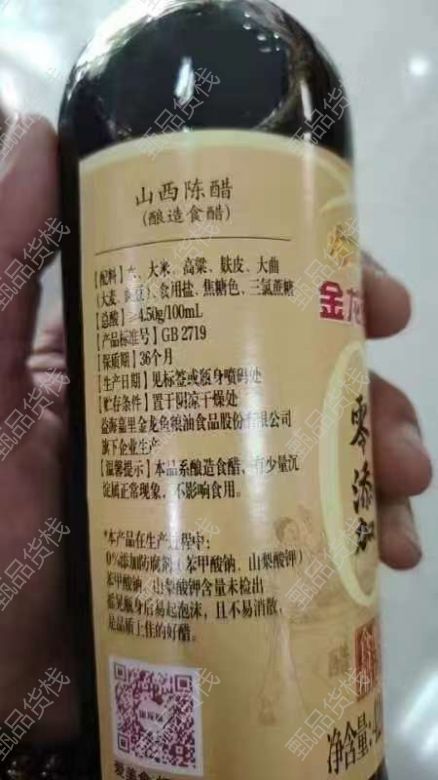 山西陈醋
(酿造食醋)
【配料】水、大米、高粱、麸皮、大曲
(大麦、豌豆)、食用盐、焦糖色、三氯蔗糖
【总酸】≥4.50g/100mL
【产品标准号】GB 2719
【保质期】36个月
【生产日期】见标签或瓶身喷码处
【贮存条件】置于阴凉干燥处
益海嘉里金龙鱼粮油食品股份有限公司
旗下企业生产
【温馨提示】本品系酿造食醋，有少量沉
淀属正常现象，不影响食用。
*本产品在生产过程中：
0%添加防腐剂（苯甲酸钠、山梨酸钾）
苯甲酸钠、山梨酸钾含量未检出
摇晃瓶身后易起泡沫，且不易消散，
是品质上佳的好醋。
金龙
零添加
醋
净含量:
爱美食
甄品货栈